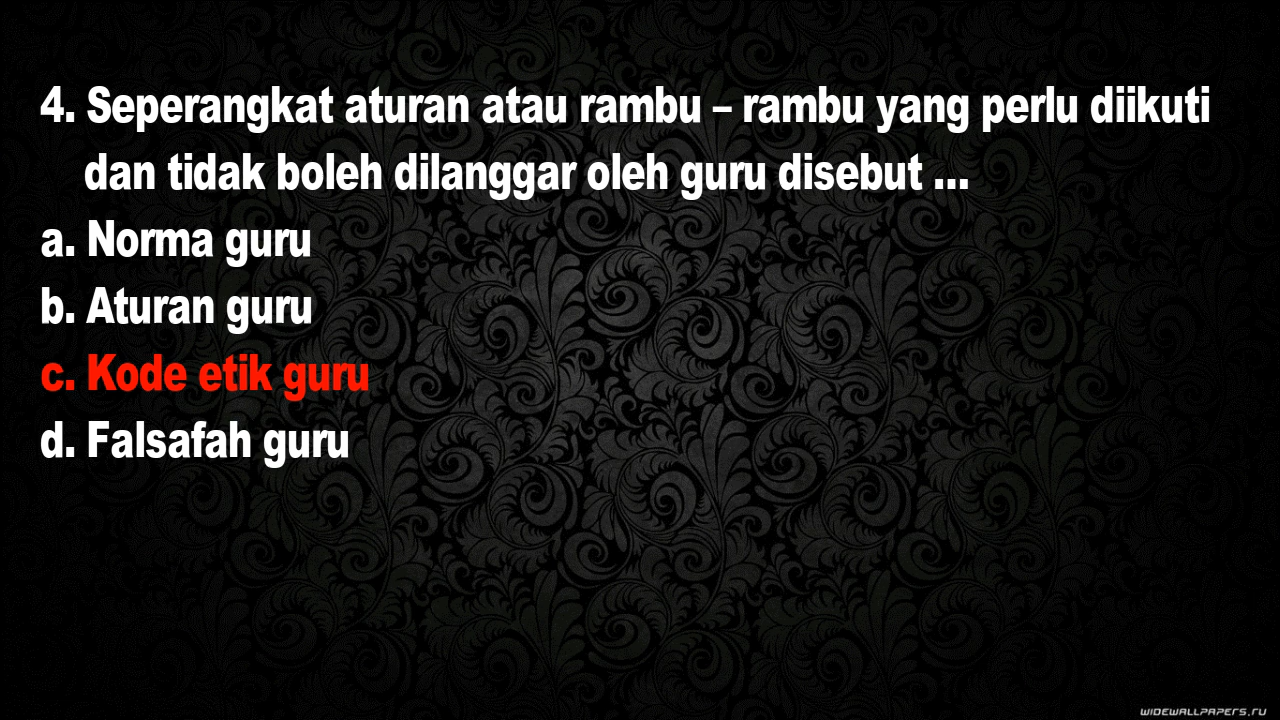 4. Seperangkat aturan atau rambu – rambu yang perlu diikuti
dan tidak boleh dilanggar oleh guru disebut ...
a. Norma guru
b. Aturan guru
c. Kode etik guru
d. Falsafah guru
WIDEWALLPAPERS.RU